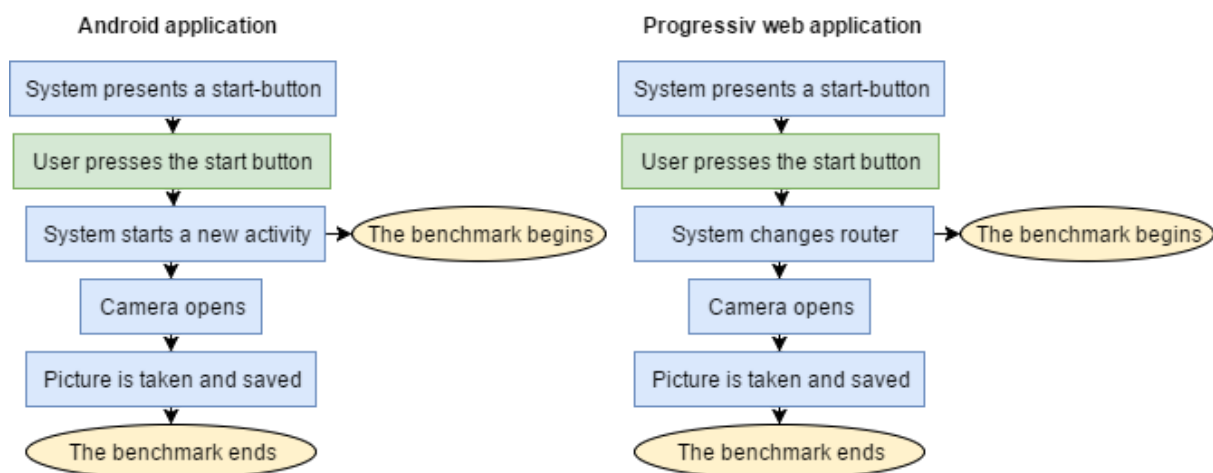 Android application
System presents a start-button
User presses the start button
System starts a new activity
The benchmark begins
Camera opens
Picture is taken and saved
The benchmark ends
Progressiv web application
System presents a start-button
User presses the start button
System changes router
The benchmark begins
Camera opens
Picture is taken and saved
The benchmark ends